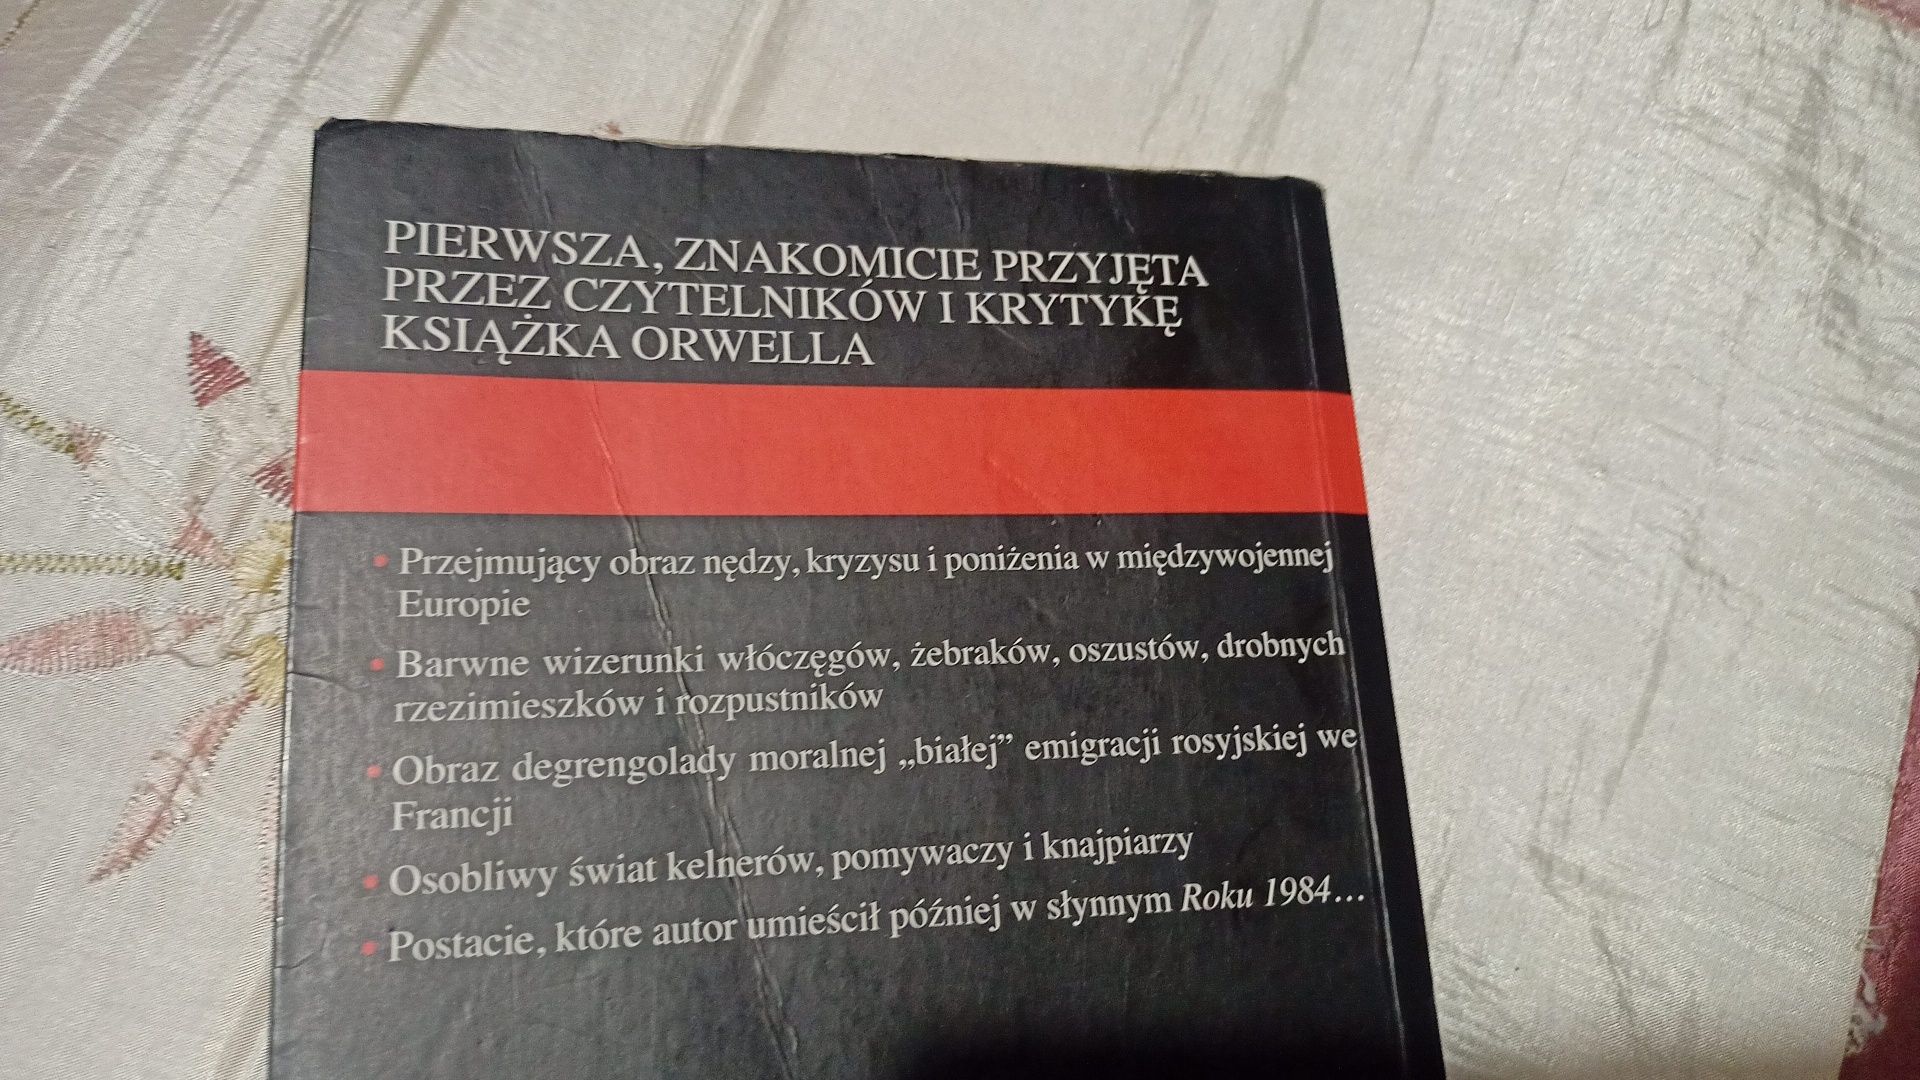 PIERWSZA, ZNAKOMICIE PRZYJĘTA
PRZEZ CZYTELNIKÓW I KRYTYKĘ
KSIĄŻKA ORWELLA
• Przejmujący obraz nędzy, kryzysu i poniżenia w międzywojennej
Europie
• Barwne wizerunki włóczęgów, żebraków, oszustów, drobnych
rzezimieszków i rozpustników
• Obraz degrengolady moralnej „białej” emigracji rosyjskiej we
Francji
• Osobliwy świat kelnerów, pomywaczy i knajpiarzy
• Postacie, które autor umieścił później w słynnym Roku 1984...